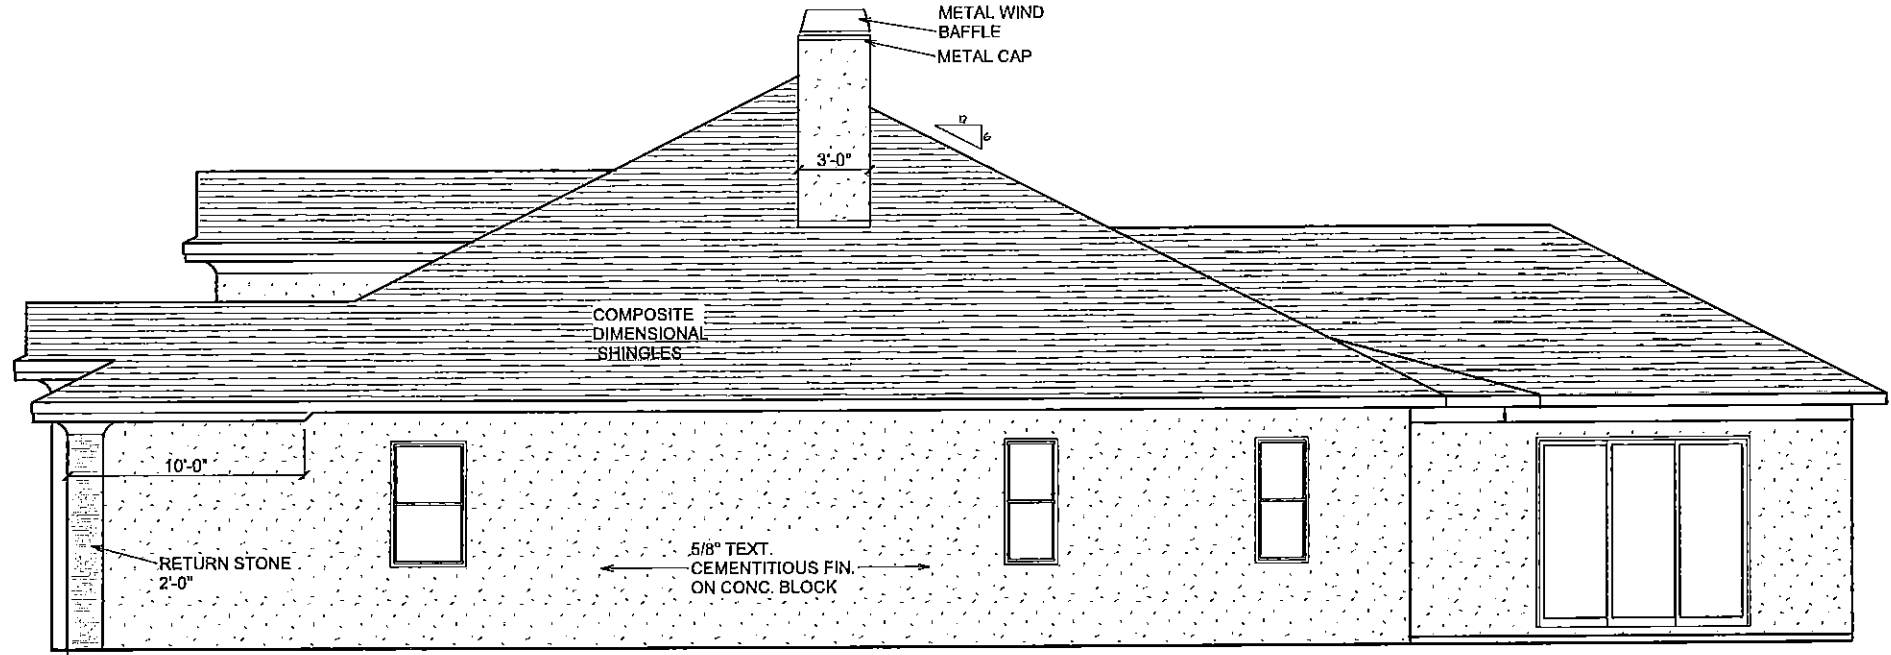 METAL WIND
BAFFLE
METAL CAP
12
6
3'-0"
COMPOSITE
DIMENSIONAL
SHINGLES
10'-0"
RETURN STONE
2'-0"
5/8" TEXT.
CEMENTITIOUS FIN.
ON CONC. BLOCK